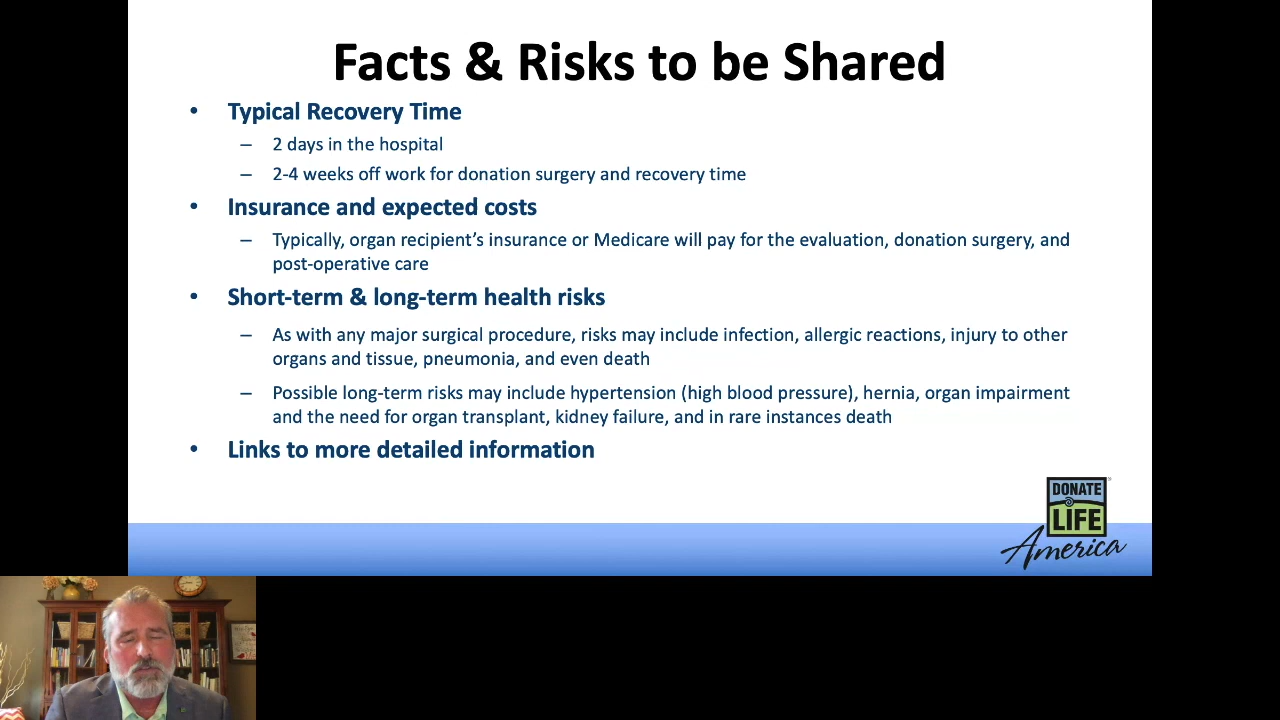 Facts & Risks to be Shared
• Typical Recovery Time
– 2 days in the hospital
– 2-4 weeks off work for donation surgery and recovery time
• Insurance and expected costs
– Typically, organ recipient's insurance or Medicare will pay for the evaluation, donation surgery, and
post-operative care
• Short-term & long-term health risks
– As with any major surgical procedure, risks may include infection, allergic reactions, injury to other
organs and tissue, pneumonia, and even death
– Possible long-term risks may include hypertension (high blood pressure), hernia, organ impairment
and the need for organ transplant, kidney failure, and in rare instances death
• Links to more detailed information
DONATE
LIFE
America